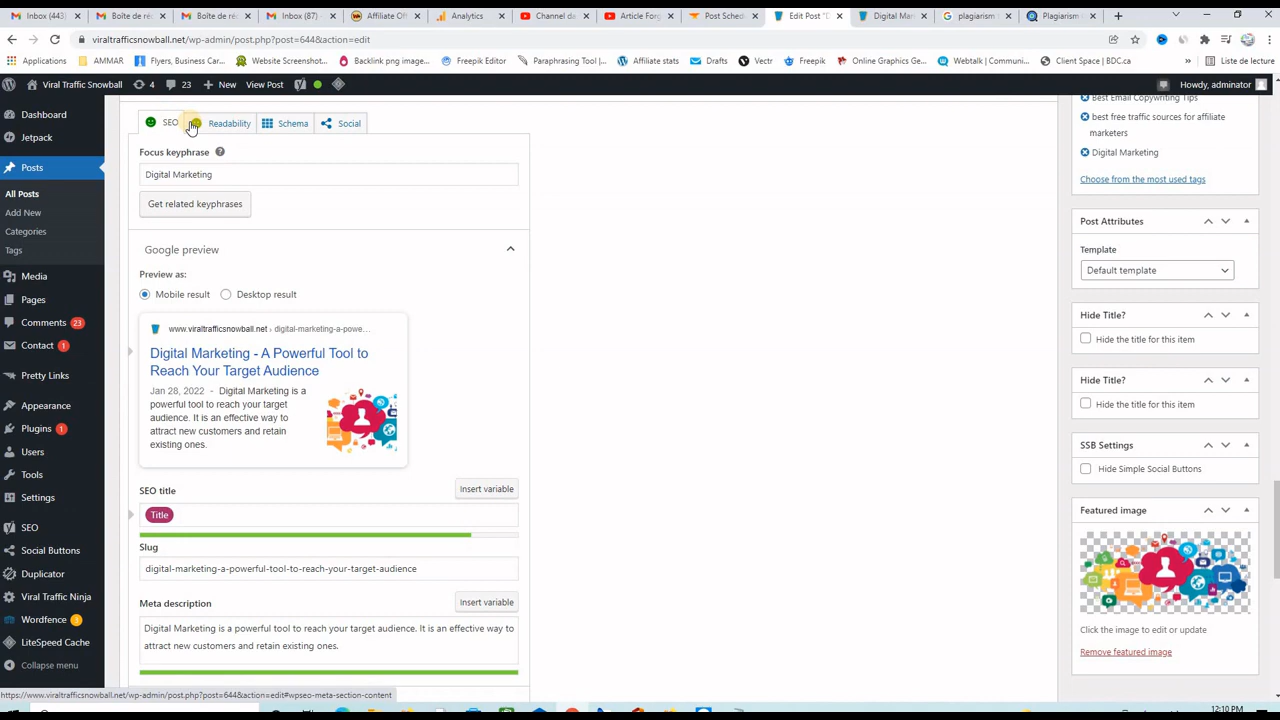 Inbox (443)
Boîte de ré
Boîte de ré
Inbox (87)
Affiliate Of
Analytics
Channel da
Article Forg
Post Sched
Edit Post "D
Digital Mar
plagiarism
Plagiarism
viraltrafficsnowball.net/wp-admin/post.php?post=644&action=edit
Applications
AMMAR
Flyers, Business Car...
Website Screenshot...
Backlink png image...
Freepik Editor
Paraphrasing Tool |...
Affiliate stats
Drafts
Vectr
Freepik
Online Graphics Ge...
Webtalk | Communi...
Client Space | BDC.ca
»
Liste de lecture
Viral Traffic Snowball
4
23
+ New
View Post
Howdy, adminator
Dashboard
Jetpack
Posts
All Posts
Add New
Categories
Tags
Media
Pages
Comments 23
Contact 1
Pretty Links
Appearance
Plugins 1
Users
Tools
Settings
SEO
Social Buttons
Duplicator
Viral Traffic Ninja
Wordfence 3
LiteSpeed Cache
Collapse menu
SEO
Readability
Schema
Social
Focus keyphrase
Digital Marketing
Get related keyphrases
Google preview
Preview as:
Mobile result
Desktop result
www.viraltrafficsnowball.net › digital-marketing-a-powe...
Digital Marketing - A Powerful Tool to
Reach Your Target Audience
Jan 28, 2022 - Digital Marketing is a
powerful tool to reach your target
audience. It is an effective way to
attract new customers and retain
existing ones.
SEO title
Insert variable
Title
Slug
digital-marketing-a-powerful-tool-to-reach-your-target-audience
Meta description
Insert variable
Digital Marketing is a powerful tool to reach your target audience. It is an effective way to
attract new customers and retain existing ones.
Best Email Copywriting Tips
best free traffic sources for affiliate
marketers
Digital Marketing
Choose from the most used tags
Post Attributes
Template
Default template
Hide Title?
Hide the title for this item
Hide Title?
Hide the title for this item
SSB Settings
Hide Simple Social Buttons
Featured image
Click the image to edit or update
Remove featured image
https://www.viraltrafficsnowball.net/wp-admin/post.php?post=644&action=edit#wpseo-meta-section-content
12:10 PM